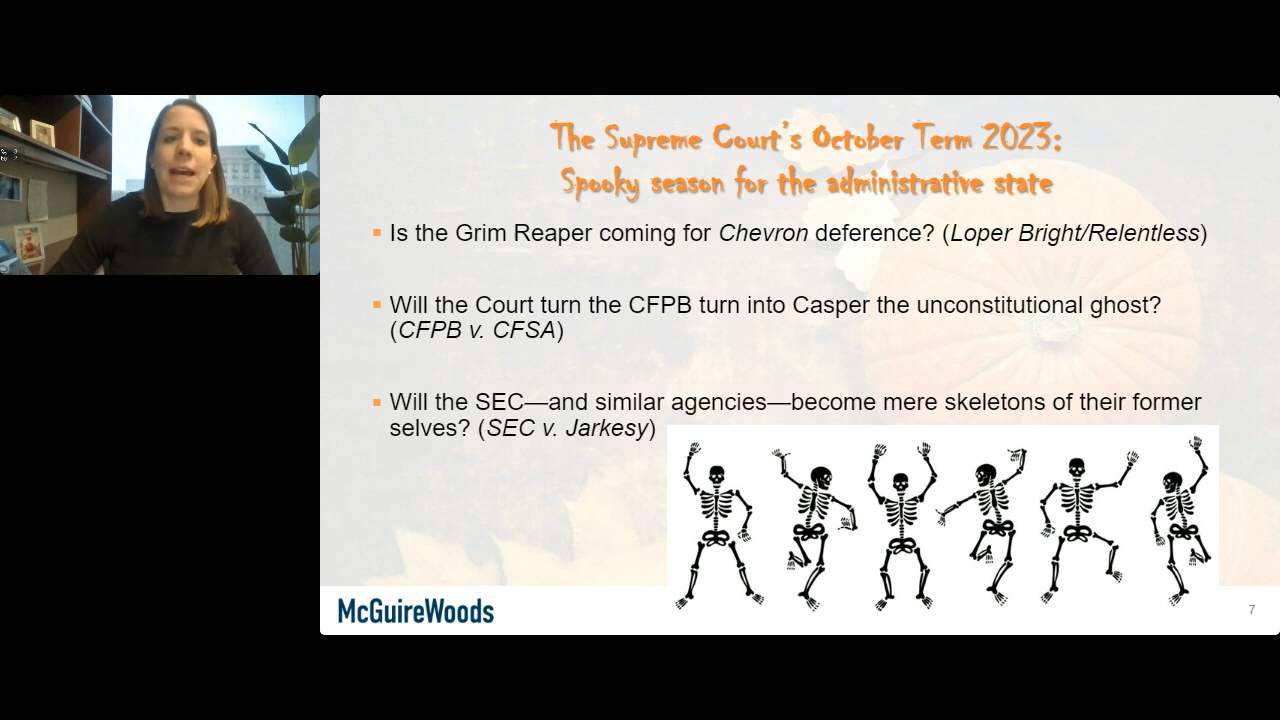 The Supreme Court's October Term 2023:
Spooky season for the administrative state
▪ Is the Grim Reaper coming for Chevron deference? (Loper Bright/Relentless)
▪ Will the Court turn the CFPB turn into Casper the unconstitutional ghost?
(CFPB v. CFSA)
▪ Will the SEC—and similar agencies—become mere skeletons of their former
selves? (SEC v. Jarkesy)
McGuireWoods
7